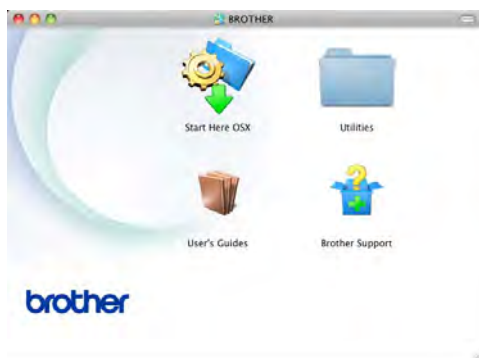 BROTHER
Start Here OSX
Utilities
User's Guides
Brother Support
brother